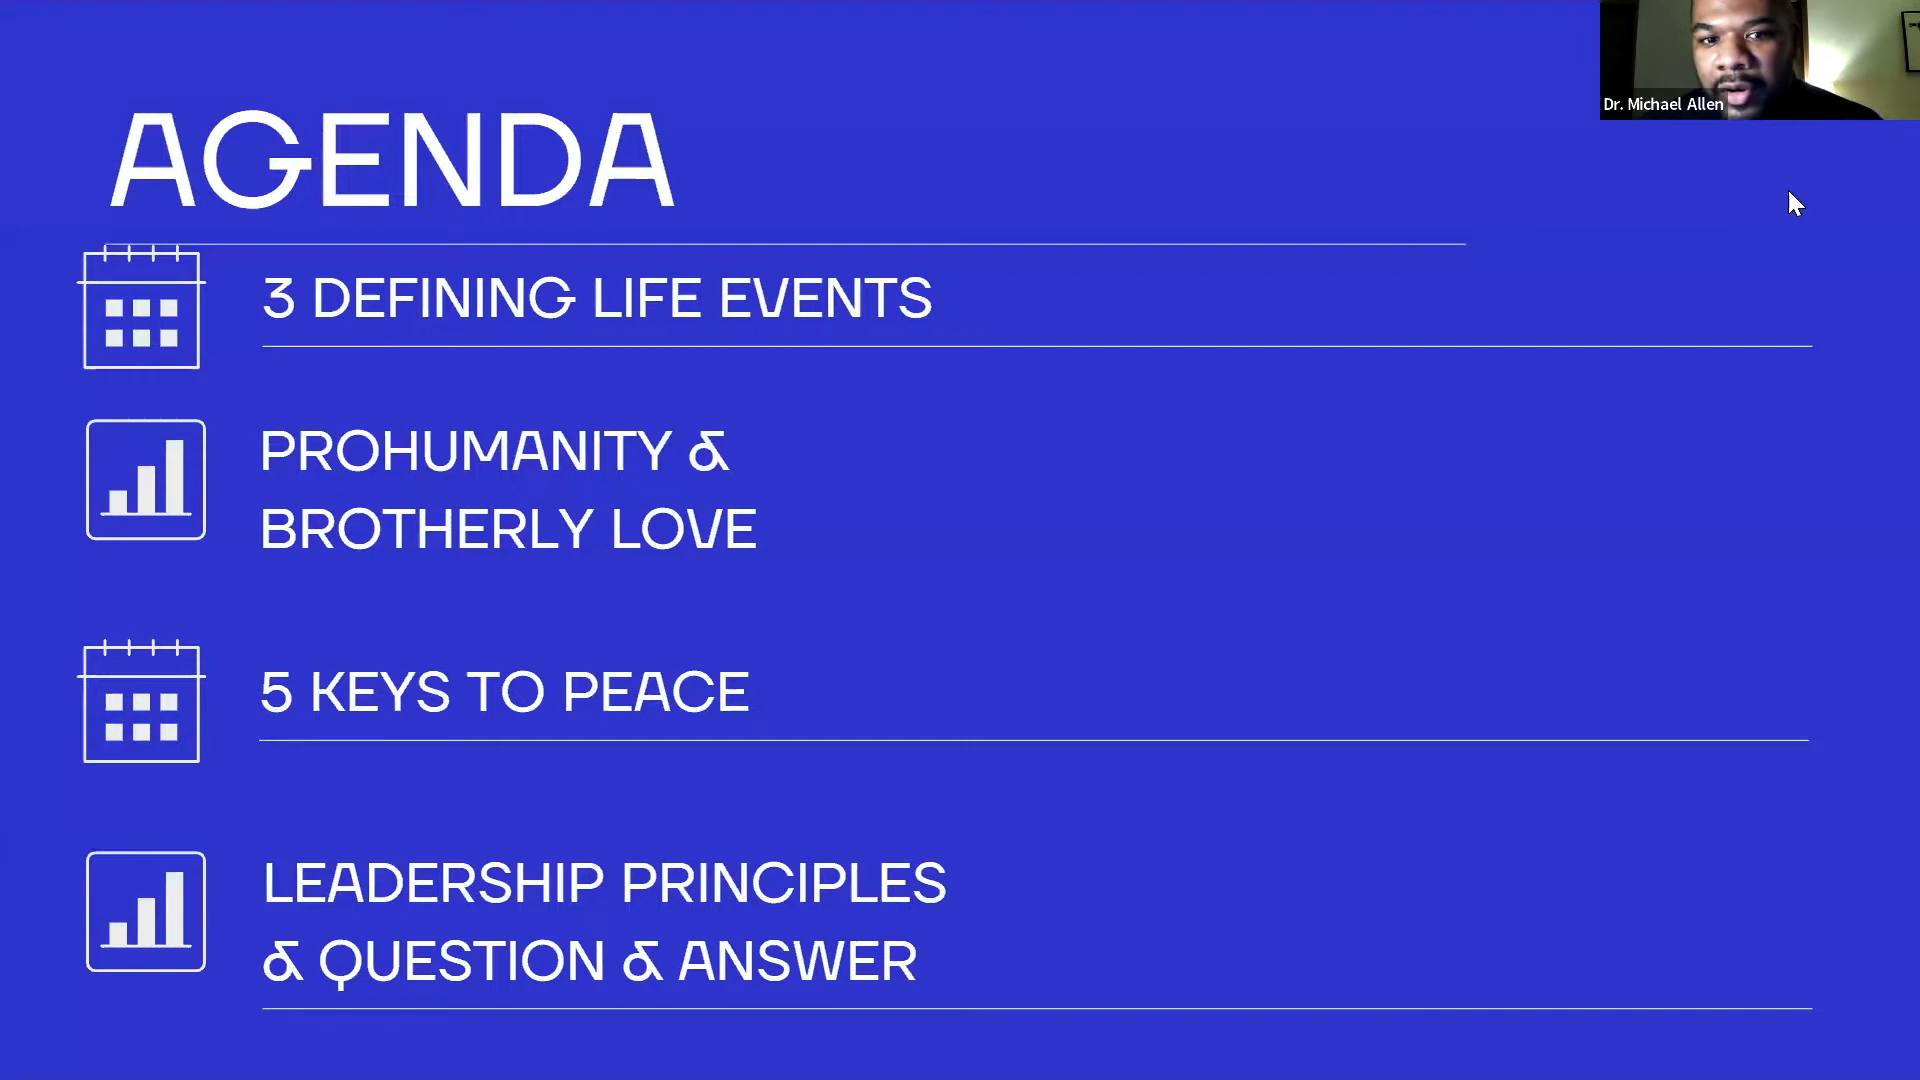 Dr. Michael Allen
AGENDA
3 DEFINING LIFE EVENTS
PROHUMANITY &
BROTHERLY LOVE
5 KEYS TO PEACE
LEADERSHIP PRINCIPLES
& QUESTION & ANSWER